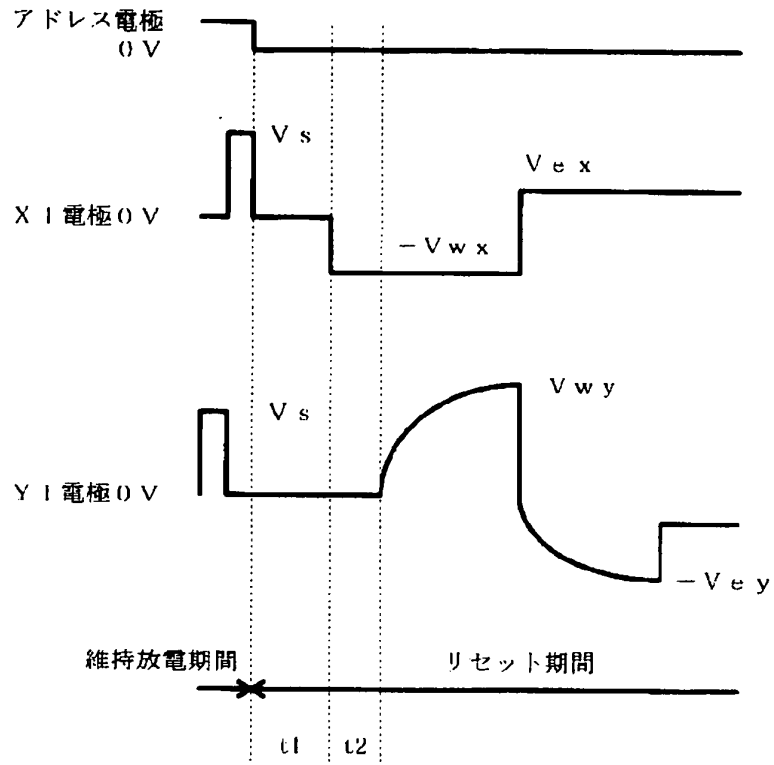 アドレス電極
0V
Vs
Vex
X1電極0V
−Vwx
Vwy
Vs
Y1電極0V
−Vey
維持放電期間
リセット期間
t1
t2